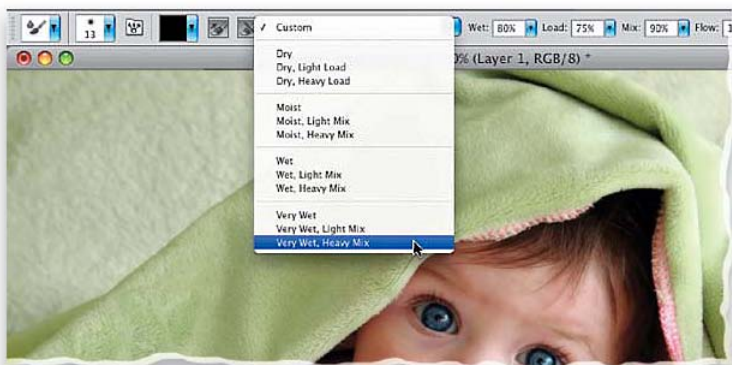 13
Wet: 80% Load: 75% Mix: 90% Flow: 1
0% (Layer 1, RGB/8) *
✓ Custom
Dry
Dry, Light Load
Dry, Heavy Load
Moist
Moist, Light Mix
Moist, Heavy Mix
Wet
Wet, Light Mix
Wet, Heavy Mix
Very Wet
Very Wet, Light Mix
Very Wet, Heavy Mix